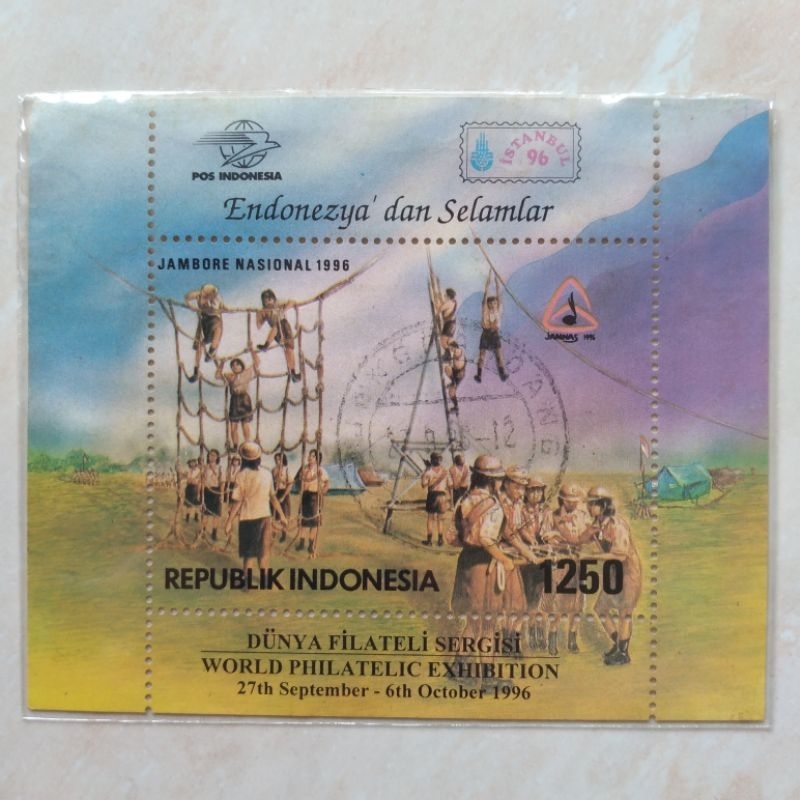 POS INDONESIA
İSTANBUL
96
Endonezya' dan Selamlar
JAMBORE NASIONAL 1996
JAMNAS 1996
REPUBLIK INDONESIA
1250
DÜNYA FİLATELİ SERGİSİ
WORLD PHILATELIC EXHIBITION
27th September - 6th October 1996